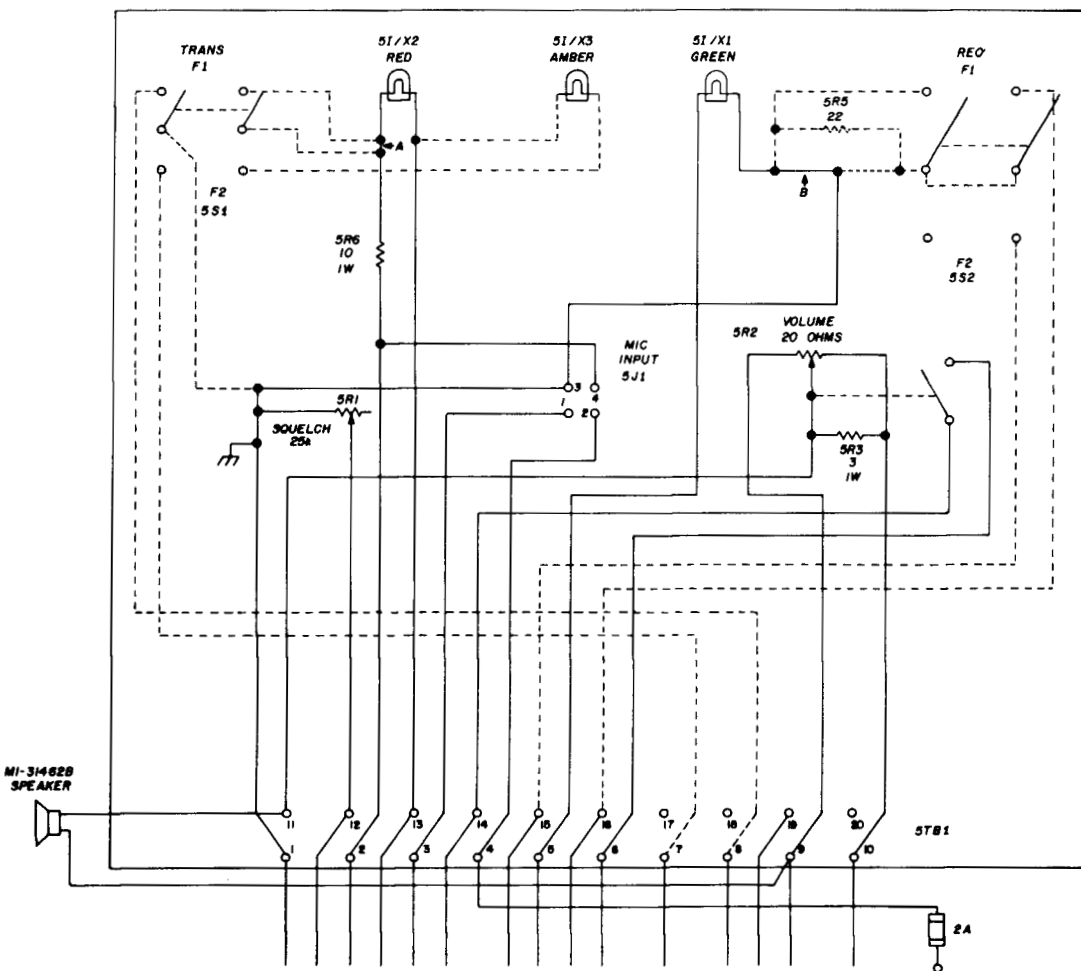 TRANS
F1
5I/X2
RED
5I/X3
AMBER
5I/X1
GREEN
REO
F1
5R5
22
A
B
F2
5S1
5R6
10
1W
F2
5S2
MIC
INPUT
5J1
5R2
VOLUME
20 OHMS
3
4
1
2
5R1
SQUELCH
25k
5R3
3
1W
MI-31462B
SPEAKER
11
12
13
14
15
16
17
18
19
20
1
2
3
4
5
6
7
8
9
10
5TB1
2A